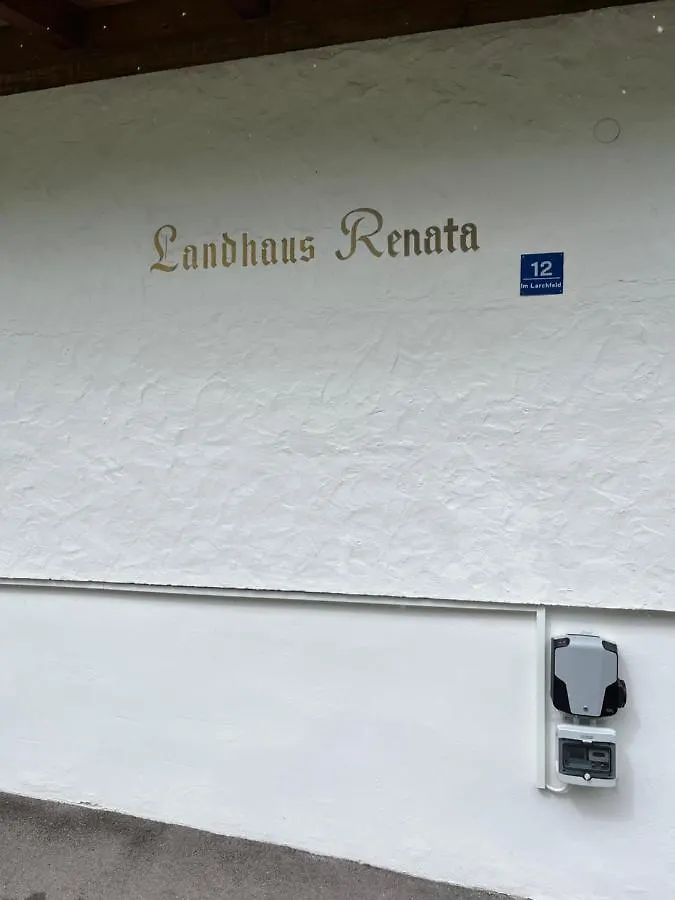 Landhaus Renata
12
Im Larchfeld